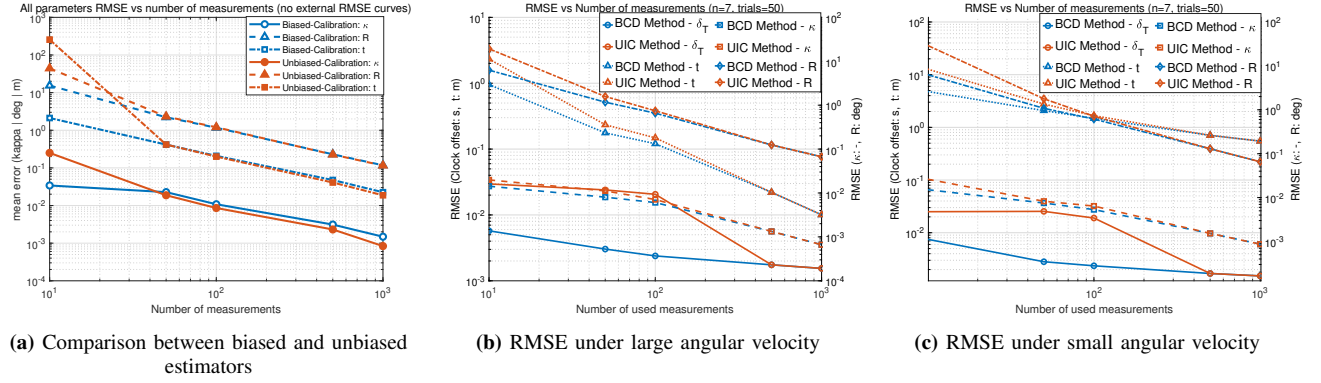 All parameters RMSE vs number of measurements (no external RMSE curves)
mean error (kappa | deg | m)
10^3
10^2
10^1
10^0
10^-1
10^-2
10^-3
10^-4
10^1
10^2
10^3
Number of measurements
Biased-Calibration: κ
Biased-Calibration: R
Biased-Calibration: t
Unbiased-Calibration: κ
Unbiased-Calibration: R
Unbiased-Calibration: t
(a) Comparison between biased and unbiased
estimators
RMSE vs Number of measurements (n=7, trials=50)
RMSE (Clock offset: s, t: m)
10^1
10^0
10^-1
10^-2
10^-3
10^1
10^2
10^3
Number of used measurements
BCD Method - δ_T
UIC Method - δ_T
BCD Method - t
UIC Method - t
BCD Method - κ
UIC Method - κ
BCD Method - R
UIC Method - R
10^2
10^1
10^0
10^-1
10^-2
10^-3
10^-4
RMSE (κ: -, R: deg)
(b) RMSE under large angular velocity
RMSE vs Number of measurements (n=7, trials=50)
RMSE (Clock offset: s, t: m)
10^2
10^1
10^0
10^-1
10^-2
10^2
10^3
Number of used measurements
BCD Method - δ_T
UIC Method - δ_T
BCD Method - t
UIC Method - t
BCD Method - κ
UIC Method - κ
BCD Method - R
UIC Method - R
10^2
10^1
10^0
10^-1
10^-2
10^-3
RMSE (κ: -, R: deg)
(c) RMSE under small angular velocity